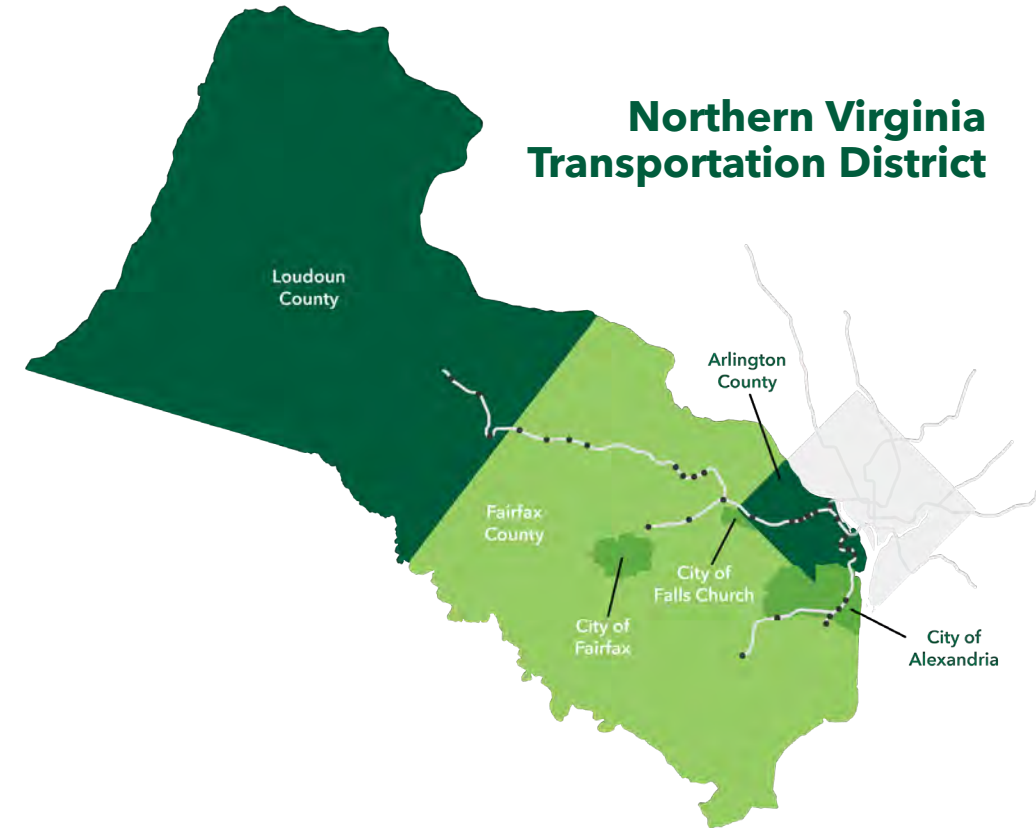 Northern Virginia
Transportation District
Loudoun
County
Arlington
County
Fairfax
County
City of
Falls Church
City of
Fairfax
City of
Alexandria